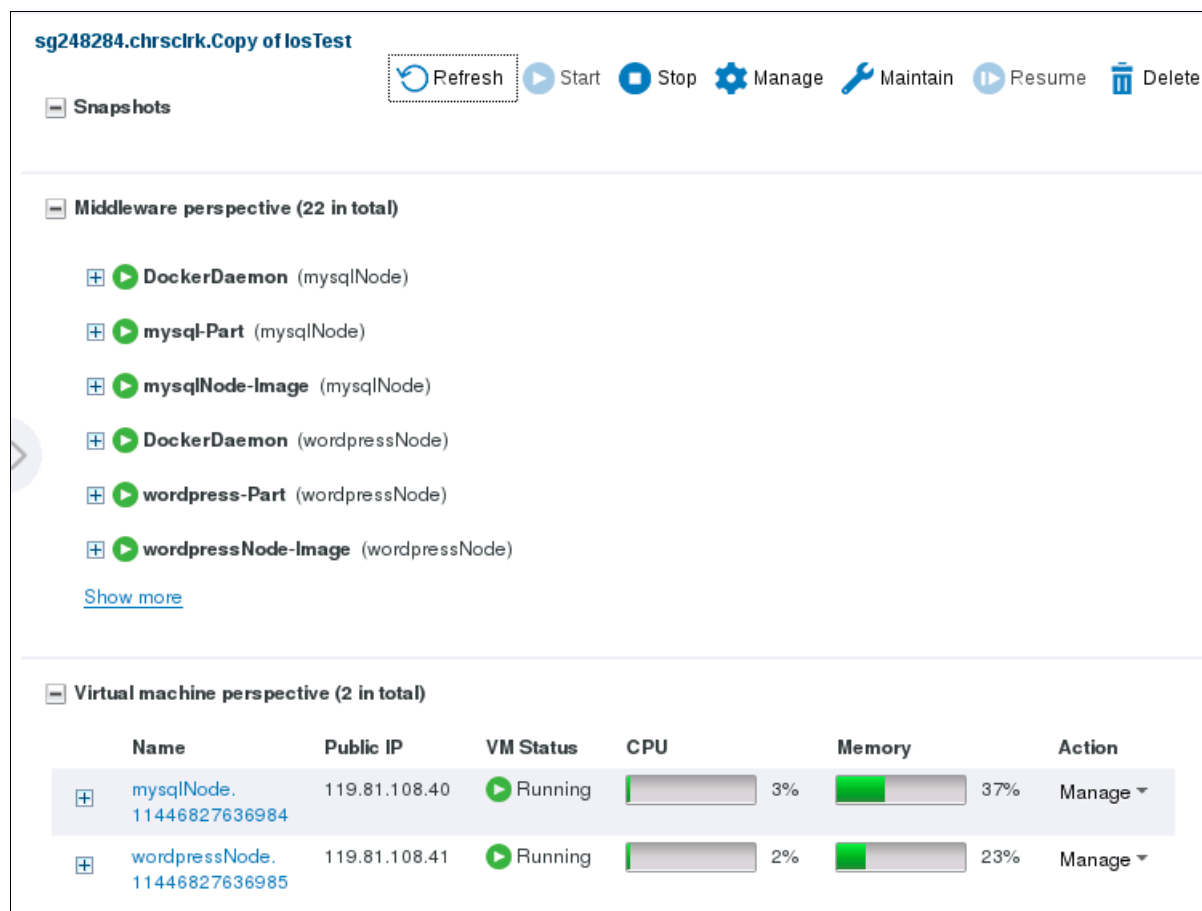 sg248284.chrsclrk.Copy of IosTest
Refresh Start Stop Manage Maintain Resume Delete
Snapshots
Middleware perspective (22 in total)
DockerDaemon (mysqlNode)
mysql-Part (mysqlNode)
mysqlNode-Image (mysqlNode)
DockerDaemon (wordpressNode)
wordpress-Part (wordpressNode)
wordpressNode-Image (wordpressNode)
Show more
Virtual machine perspective (2 in total)
Name Public IP VM Status CPU Memory Action
mysqlNode. 119.81.108.40 Running 3% 37% Manage
11446827636984
wordpressNode. 119.81.108.41 Running 2% 23% Manage
11446827636985